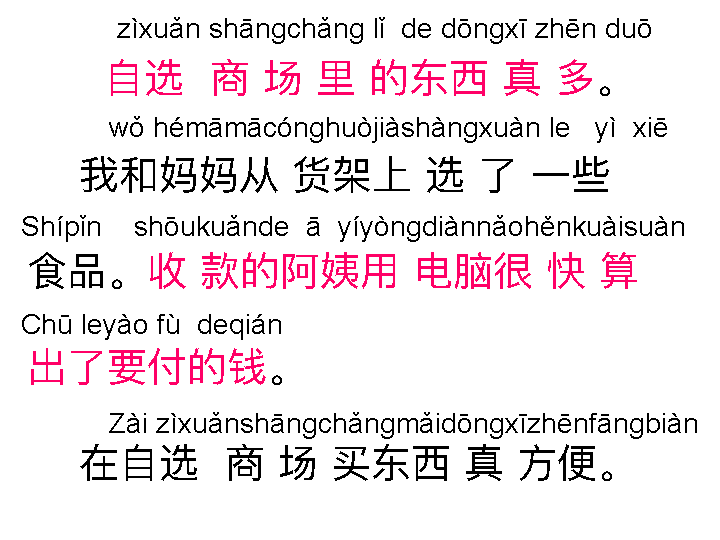 zìxuǎn shāngchǎng lǐ de dōngxī zhēn duō
自选 商 场 里 的东西 真 多。
wǒ hémāmācónghuòjiàshàngxuàn le yì xiē
我和妈妈从 货架上 选 了 一些
Shípǐn shōukuǎnde ā yíyòngdiànnǎohěnkuàisuàn
食品。收 款的阿姨用 电脑很 快 算
Chū leyào fù deqián
出了要付的钱。
Zài zìxuǎnshāngchǎngmǎidōngxīzhēnfāngbiàn
在自选 商 场 买东西 真 方便。